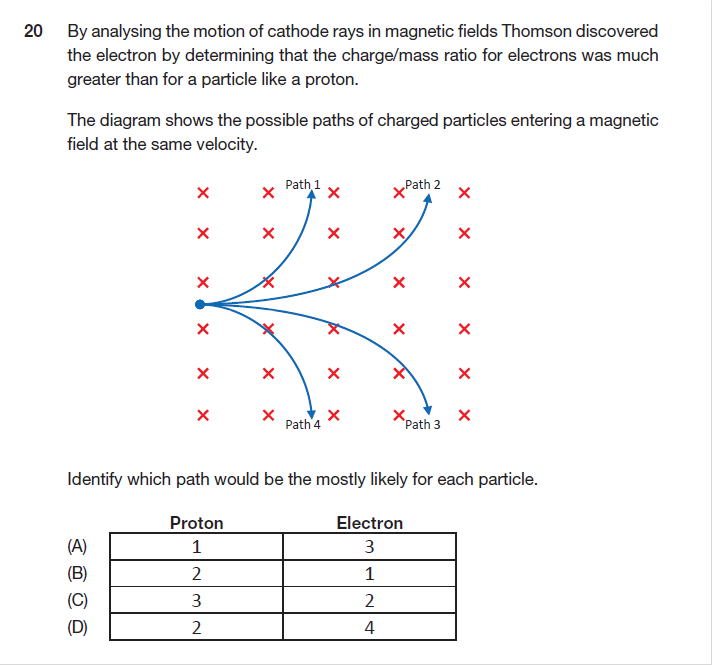 20 By analysing the motion of cathode rays in magnetic fields Thomson discovered
the electron by determining that the charge/mass ratio for electrons was much
greater than for a particle like a proton.
The diagram shows the possible paths of charged particles entering a magnetic
field at the same velocity.
Path 1 Path 2
Path 4 Path 3
Identify which path would be the mostly likely for each particle.
Proton Electron
(A) 1 3
(B) 2 1
(C) 3 2
(D) 2 4